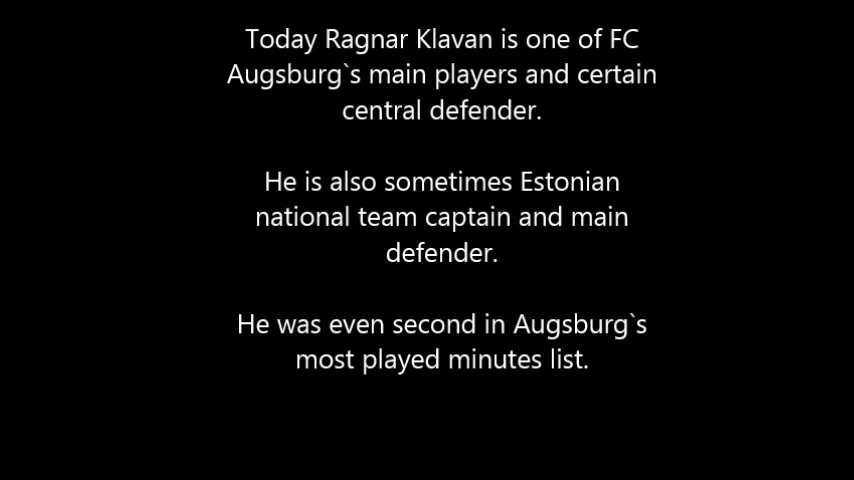 Today Ragnar Klavan is one of FC
Augsburg`s main players and certain
central defender.
He is also sometimes Estonian
national team captain and main
defender.
He was even second in Augsburg`s
most played minutes list.